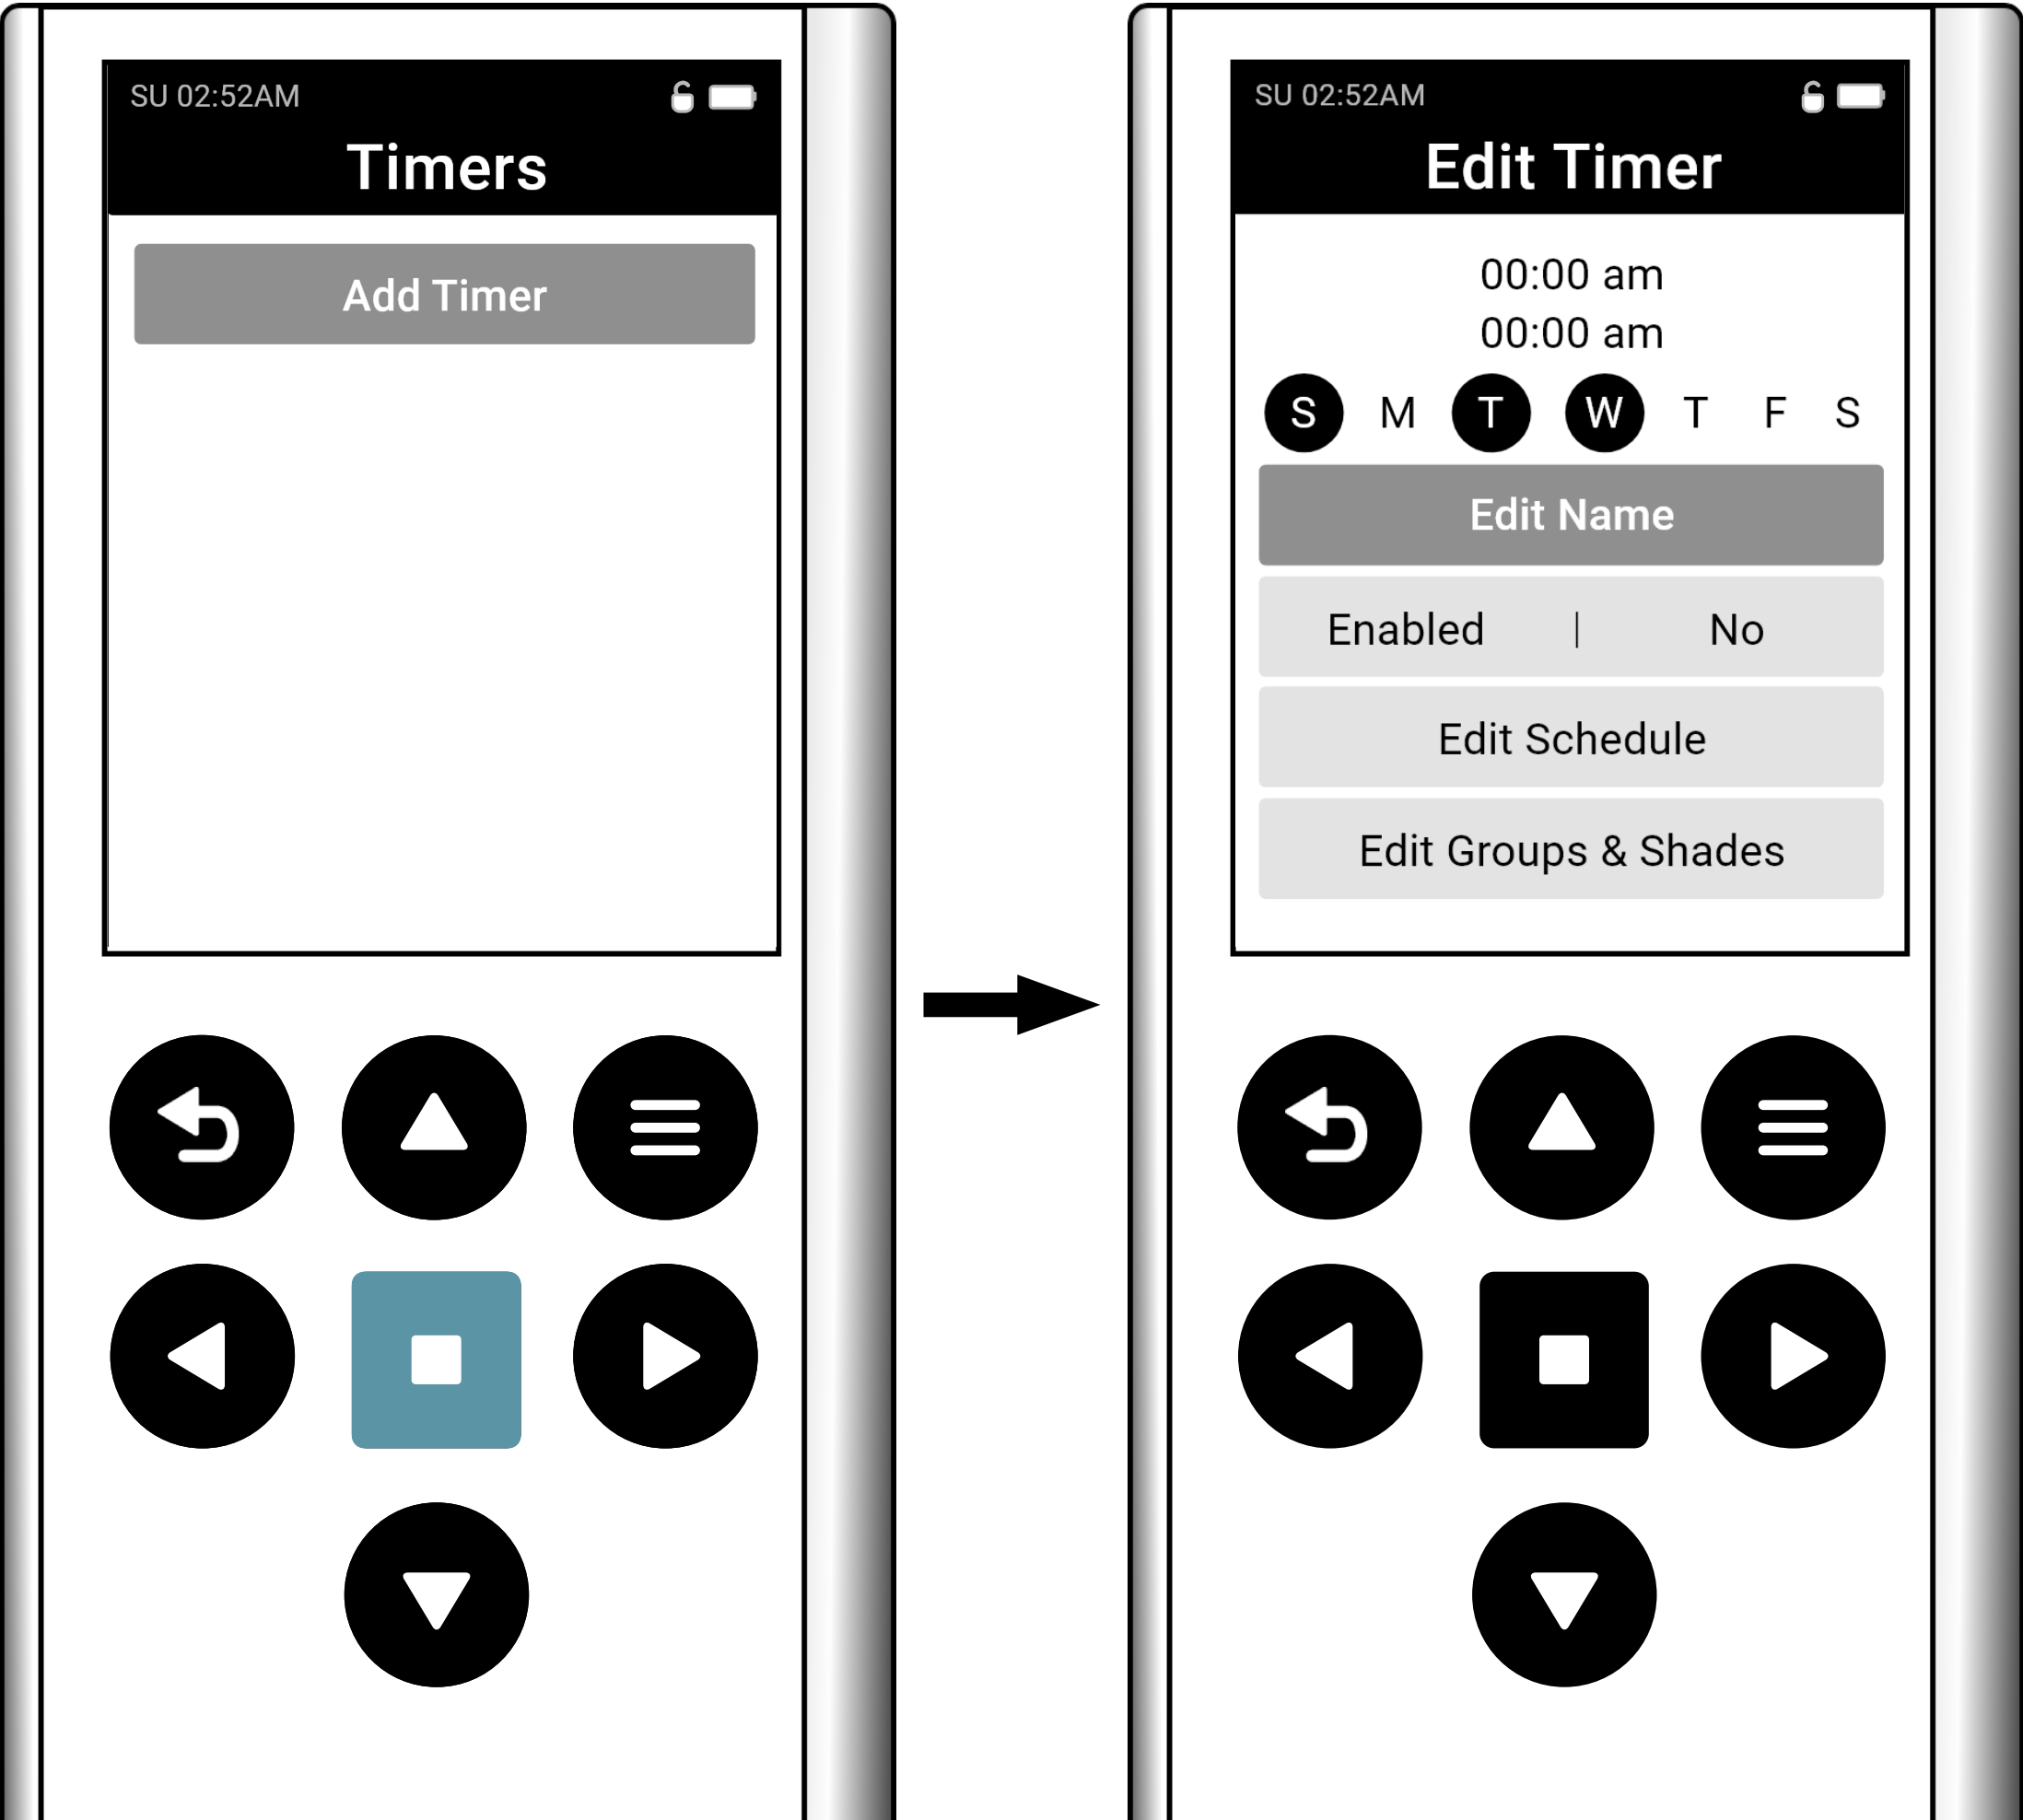 SU 02:52AM
Timers
Add Timer
SU 02:52AM
Edit Timer
00:00 am
00:00 am
S M T W T F S
Edit Name
Enabled | No
Edit Schedule
Edit Groups & Shades